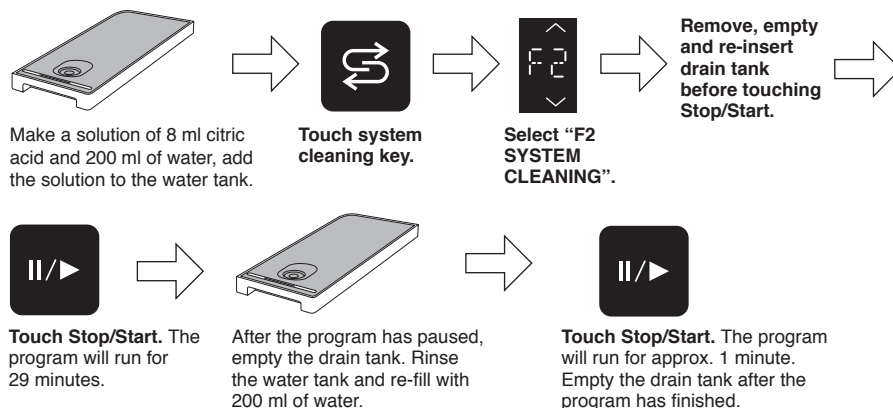 Make a solution of 8 ml citric
acid and 200 ml of water, add
the solution to the water tank.
Touch system
cleaning key.
F2
Select “F2
SYSTEM
CLEANING”.
Remove, empty
and re-insert
drain tank
before touching
Stop/Start.
Touch Stop/Start. The
program will run for
29 minutes.
After the program has paused,
empty the drain tank. Rinse
the water tank and re-fill with
200 ml of water.
Touch Stop/Start. The program
will run for approx. 1 minute.
Empty the drain tank after the
program has finished.